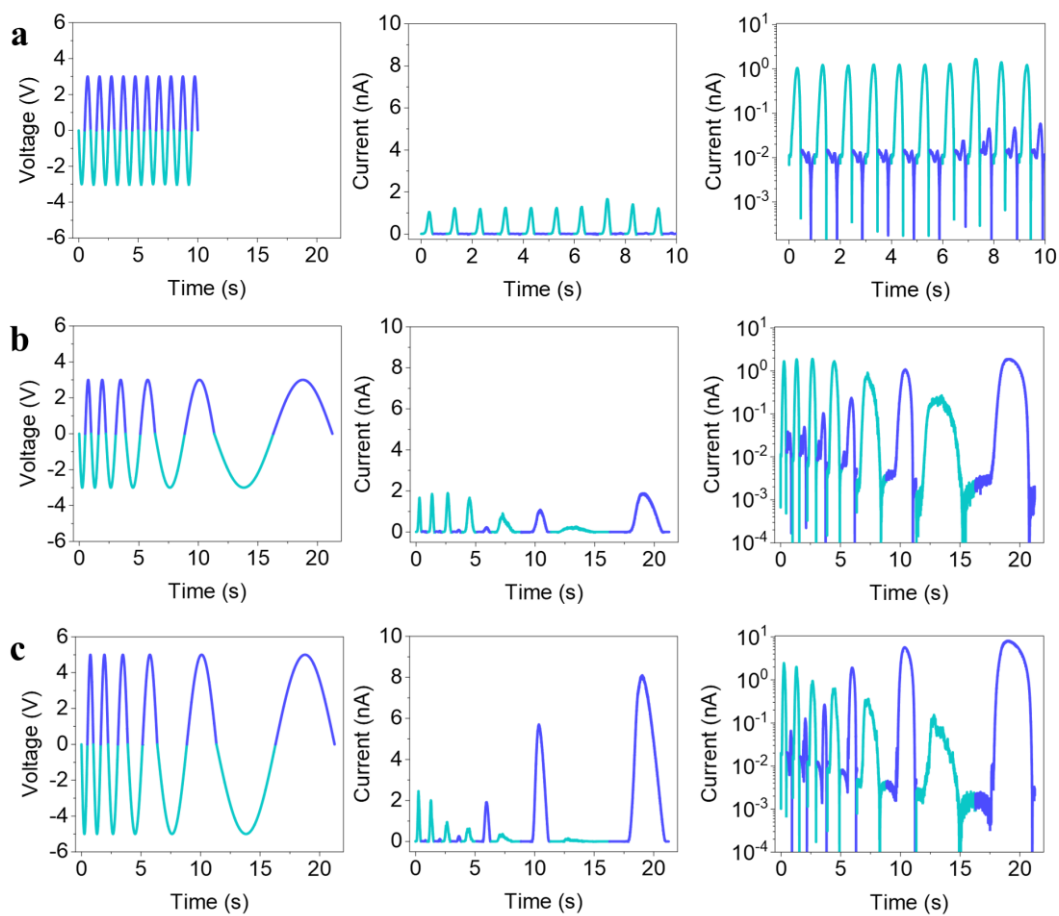 a
Voltage (V)
6
4
2
0
-2
-4
-6
0 5 10 15 20
Time (s)
Current (nA)
10
8
6
4
2
0
0 2 4 6 8 10
Time (s)
Current (nA)
10¹
10⁰
10⁻¹
10⁻²
10⁻³
0 2 4 6 8 10
Time (s)
b
Voltage (V)
6
4
2
0
-2
-4
-6
0 5 10 15 20
Time (s)
Current (nA)
10
8
6
4
2
0
0 5 10 15 20
Time (s)
Current (nA)
10¹
10⁰
10⁻¹
10⁻²
10⁻³
10⁻⁴
0 5 10 15 20
Time (s)
c
Voltage (V)
6
4
2
0
-2
-4
-6
0 5 10 15 20
Time (s)
Current (nA)
10
8
6
4
2
0
0 5 10 15 20
Time (s)
Current (nA)
10¹
10⁰
10⁻¹
10⁻²
10⁻³
10⁻⁴
0 5 10 15 20
Time (s)